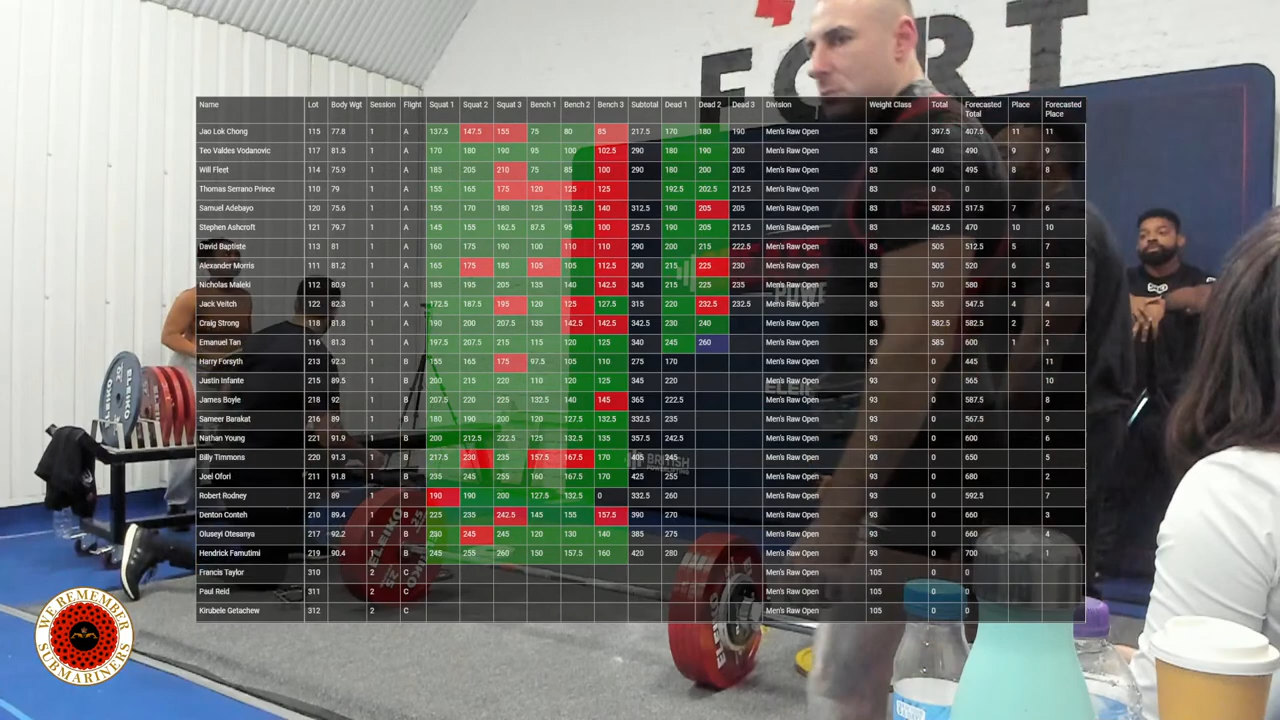 FORT
Name Lot Body Wgt Session Flight Squat 1 Squat 2 Squat 3 Bench 1 Bench 2 Bench 3 Subtotal Dead 1 Dead 2 Dead 3 Division Weight Class Total Forecasted Total Place Forecasted Place
Jao Lok Chong 115 77.8 1 A 137.5 147.5 155 75 80 85 217.5 170 180 190 Men's Raw Open 83 397.5 407.5 11 11
Teo Valdes Vodanovic 117 81.5 1 A 170 180 190 95 100 102.5 290 180 190 200 Men's Raw Open 83 480 490 9 9
Will Fleet 114 75.9 1 A 185 205 210 75 85 100 290 180 200 205 Men's Raw Open 83 490 495 8 8
Thomas Serrano Prince 110 79 1 A 155 165 175 120 125 125 192.5 202.5 212.5 Men's Raw Open 83 0 0
Samuel Adebayo 120 75.6 1 A 155 170 180 125 132.5 140 312.5 190 205 205 Men's Raw Open 83 502.5 517.5 7 6
Stephen Ashcroft 121 79.7 1 A 145 155 162.5 87.5 95 100 257.5 190 205 212.5 Men's Raw Open 83 462.5 470 10 10
David Baptiste 113 81 1 A 160 175 190 100 110 110 290 200 215 222.5 Men's Raw Open 83 505 512.5 5 7
Alexander Morris 111 81.2 1 A 165 175 185 105 105 112.5 290 215 225 230 Men's Raw Open 83 505 520 6 5
Nicholas Maleki 112 80.9 1 A 185 195 205 135 140 142.5 345 215 225 235 Men's Raw Open 83 570 580 3 3
Jack Veitch 122 82.3 1 A 172.5 187.5 195 120 125 127.5 315 220 232.5 232.5 Men's Raw Open 83 535 547.5 4 4
Craig Strong 118 81.8 1 A 190 200 207.5 135 142.5 142.5 342.5 230 240 Men's Raw Open 83 582.5 582.5 2 2
Emanuel Tan 116 81.3 1 A 197.5 207.5 215 115 120 125 340 245 260 Men's Raw Open 83 585 600 1 1
Harry Forsyth 213 92.3 1 B 155 165 175 97.5 105 110 275 170 Men's Raw Open 93 0 445 11
Justin Infante 215 89.5 1 B 200 215 220 110 120 125 345 220 Men's Raw Open 93 0 565 10
James Boyle 218 92 1 B 207.5 220 225 132.5 140 145 365 222.5 Men's Raw Open 93 0 587.5 8
Sameer Barakat 216 89 1 B 180 190 200 120 127.5 132.5 332.5 235 Men's Raw Open 93 0 567.5 9
Nathan Young 221 91.9 1 B 200 212.5 222.5 125 132.5 135 357.5 242.5 Men's Raw Open 93 0 600 6
Billy Timmons 220 91.3 1 B 217.5 230 235 157.5 167.5 170 405 245 Men's Raw Open 93 0 650 5
Joel Ofori 211 91.8 1 B 235 245 255 160 167.5 170 425 255 Men's Raw Open 93 0 680 2
Robert Rodney 212 89 1 B 190 190 200 127.5 132.5 0 332.5 260 Men's Raw Open 93 0 592.5 7
Denton Conteh 210 89.4 1 B 225 235 242.5 145 155 157.5 390 270 Men's Raw Open 93 0 660 3
Oluseyi Otesanya 217 92.2 1 B 230 245 245 120 130 140 385 275 Men's Raw Open 93 0 660 4
Hendrick Famutimi 219 90.4 1 B 245 255 260 150 157.5 160 420 280 Men's Raw Open 93 0 700 1
Francis Taylor 310 2 C Men's Raw Open 105 0 0
Paul Reid 311 2 C Men's Raw Open 105 0 0
Kirubele Getachew 312 2 C Men's Raw Open 105 0 0
ELEIKO
BRITISH
ELEIKO
ELEIKO
WE REMEMBER
SUBMARINERS